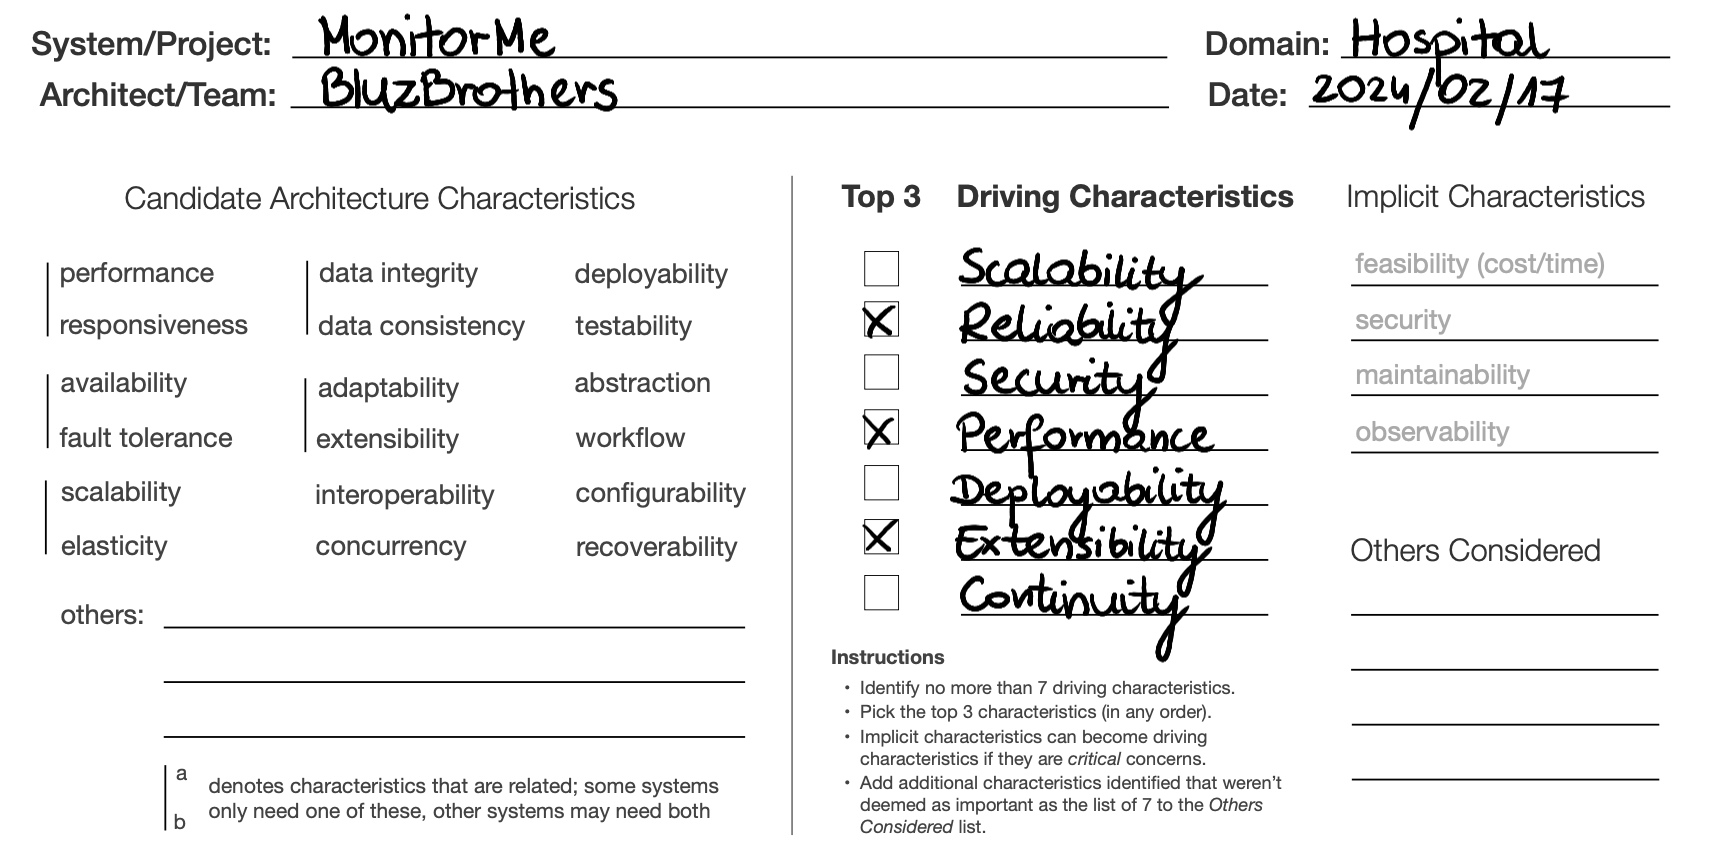 System/Project: MonitorMe
Domain: Hospital
Architect/Team: BluzBrothers
Date: 2024/02/17
Candidate Architecture Characteristics
performance data integrity deployability
responsiveness data consistency testability
availability adaptability abstraction
fault tolerance extensibility workflow
scalability interoperability configurability
elasticity concurrency recoverability
others:
a
b
denotes characteristics that are related; some systems
only need one of these, other systems may need both
Top 3 Driving Characteristics
Scalability
Reliability
Security
Performance
Deployability
Extensibility
Continuity
Instructions
• Identify no more than 7 driving characteristics.
• Pick the top 3 characteristics (in any order).
• Implicit characteristics can become driving
characteristics if they are critical concerns.
• Add additional characteristics identified that weren't
deemed as important as the list of 7 to the Others
Considered list.
Implicit Characteristics
feasibility (cost/time)
security
maintainability
observability
Others Considered